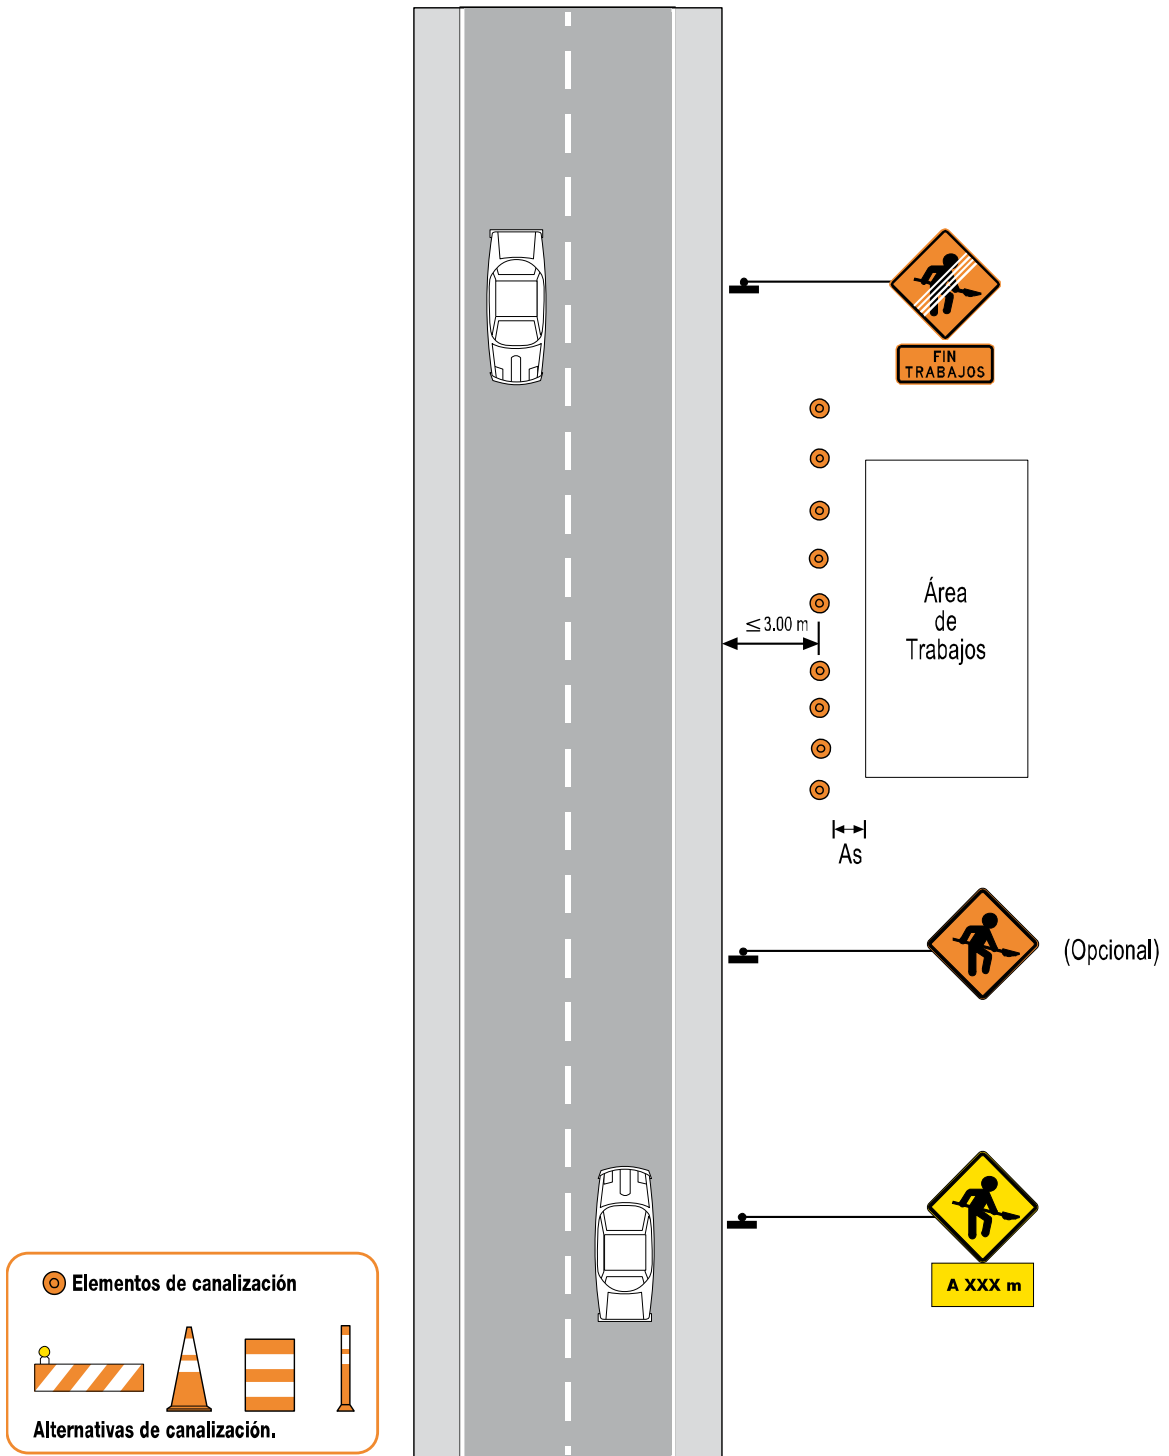 FIN
TRABAJOS
≤ 3.00 m
Área
de
Trabajos
As
(Opcional)
A XXX m
Elementos de canalización
Alternativas de canalización.